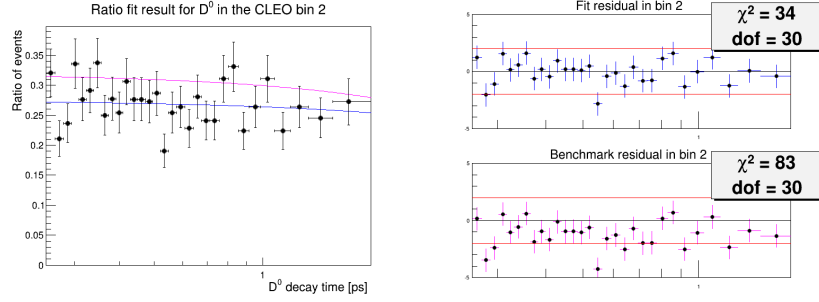 Ratio fit result for D⁰ in the CLEO bin 2
Ratio of events
0.35
0.3
0.25
0.2
0.15
0.1
0.05
0
1
D⁰ decay time [ps]
Fit residual in bin 2
χ² = 34
dof = 30
5
0
-5
1
Benchmark residual in bin 2
χ² = 83
dof = 30
5
0
-5
1